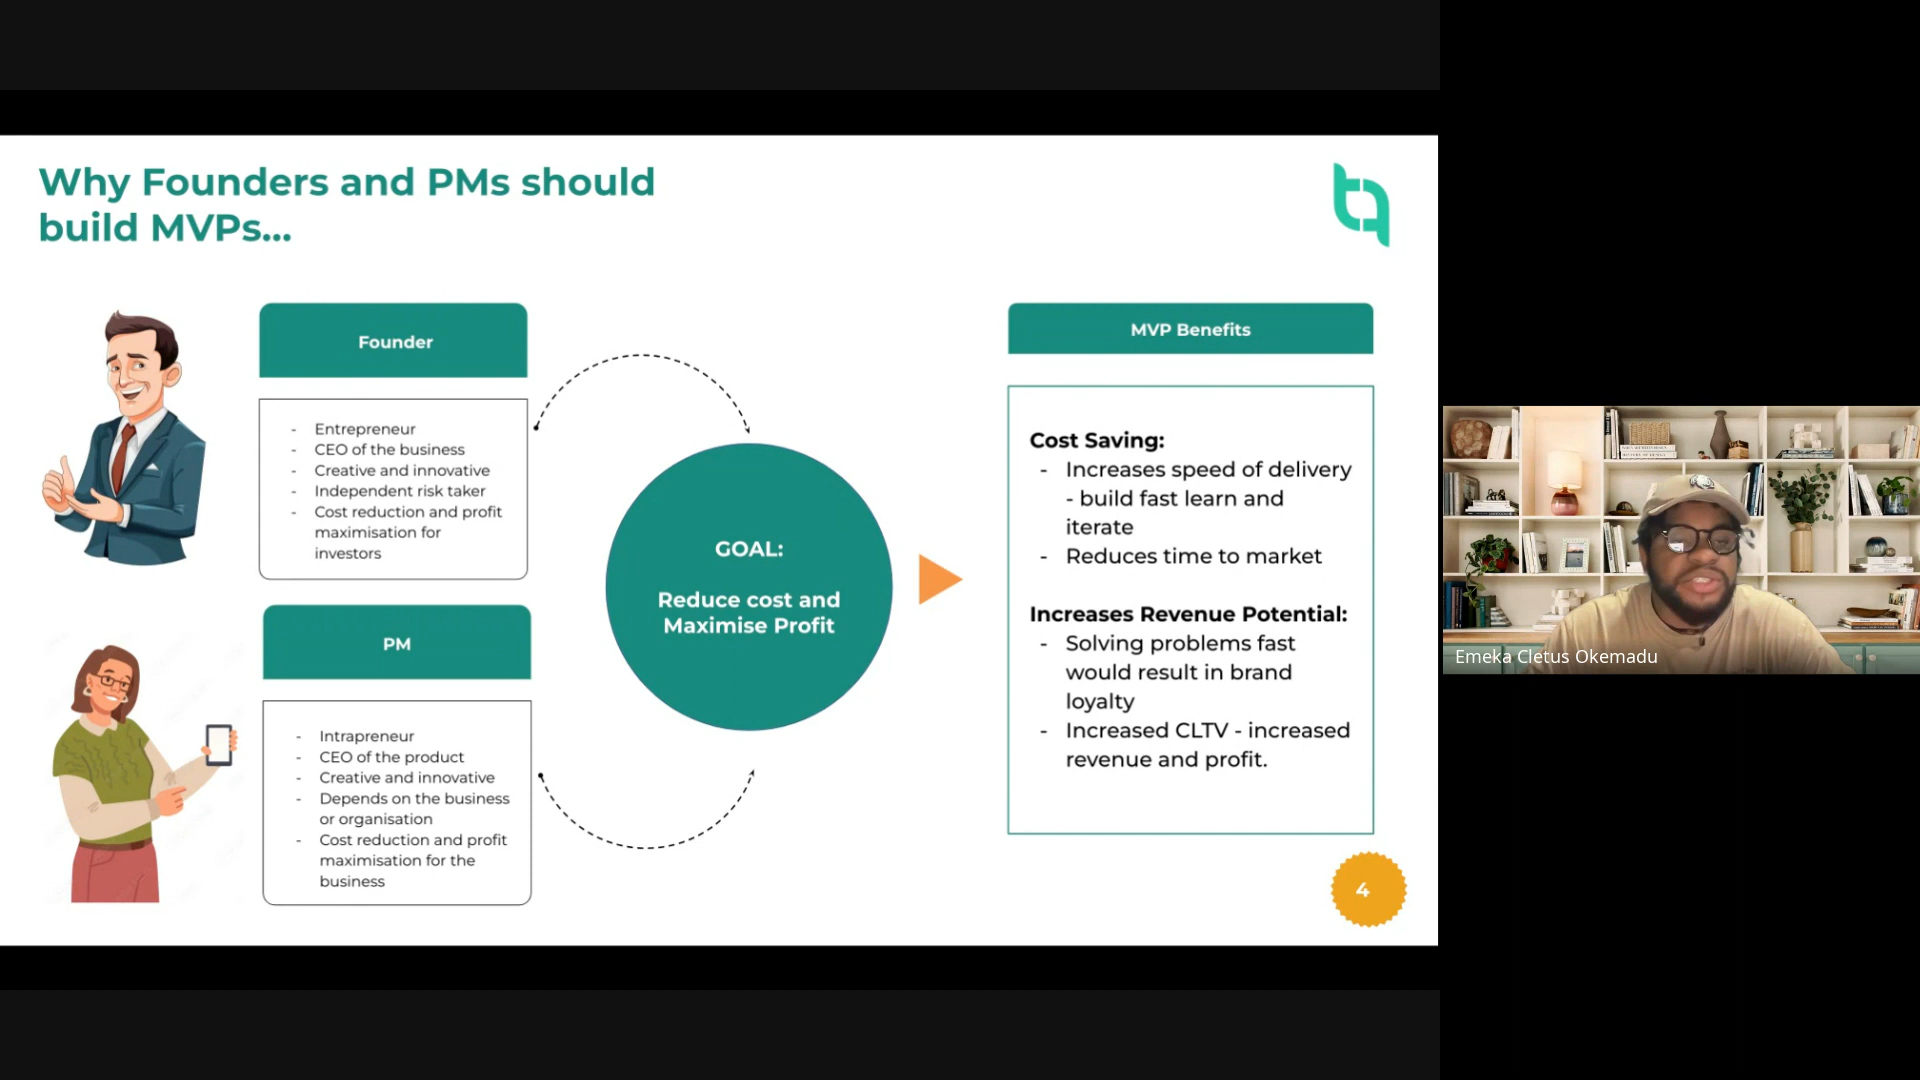 Why Founders and PMs should
build MVPs...
Founder
- Entrepreneur
- CEO of the business
- Creative and innovative
- Independent risk taker
- Cost reduction and profit
maximisation for
investors
PM
- Intrapreneur
- CEO of the product
- Creative and innovative
- Depends on the business
or organisation
- Cost reduction and profit
maximisation for the
business
GOAL:
Reduce cost and
Maximise Profit
MVP Benefits
Cost Saving:
- Increases speed of delivery
- build fast learn and
iterate
- Reduces time to market
Increases Revenue Potential:
- Solving problems fast
would result in brand
loyalty
- Increased CLTV - increased
revenue and profit.
4
Emeka Cletus Okemadu